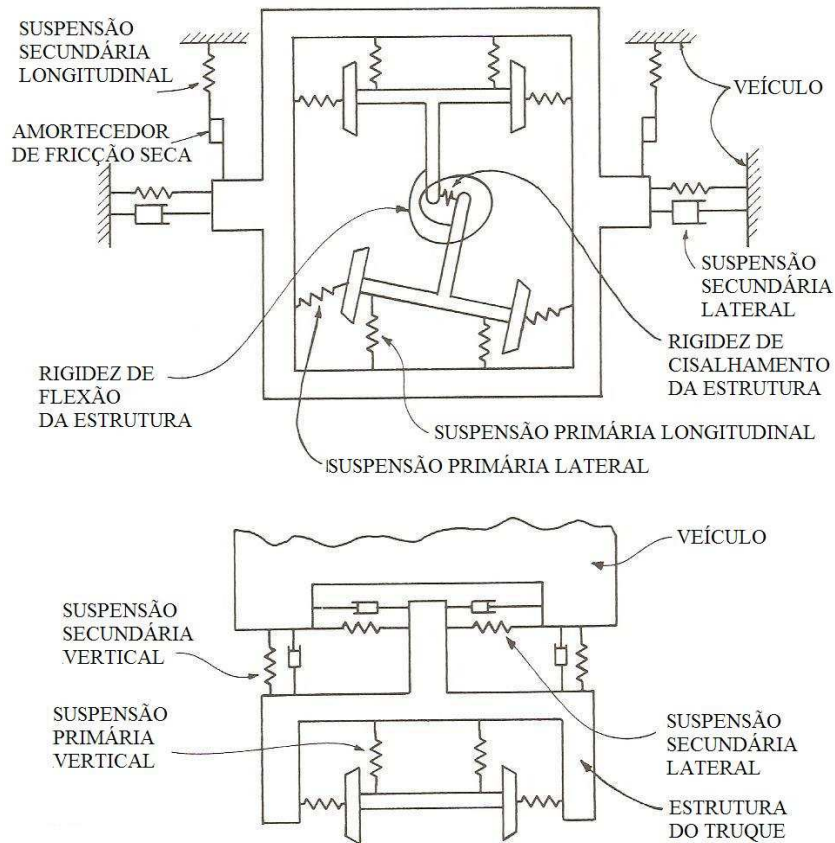 SUSPENSÃO
SECUNDÁRIA
LONGITUDINAL
AMORTECEDOR
DE FRICÇÃO SECA
VEÍCULO
SUSPENSÃO
SECUNDÁRIA
LATERAL
RIGIDEZ DE
CISALHAMENTO
DA ESTRUTURA
RIGIDEZ DE
FLEXÃO
DA ESTRUTURA
SUSPENSÃO PRIMÁRIA LONGITUDINAL
SUSPENSÃO PRIMÁRIA LATERAL
VEÍCULO
SUSPENSÃO
SECUNDÁRIA
VERTICAL
SUSPENSÃO
PRIMÁRIA
VERTICAL
SUSPENSÃO
SECUNDÁRIA
LATERAL
ESTRUTURA
DO TRUQUE